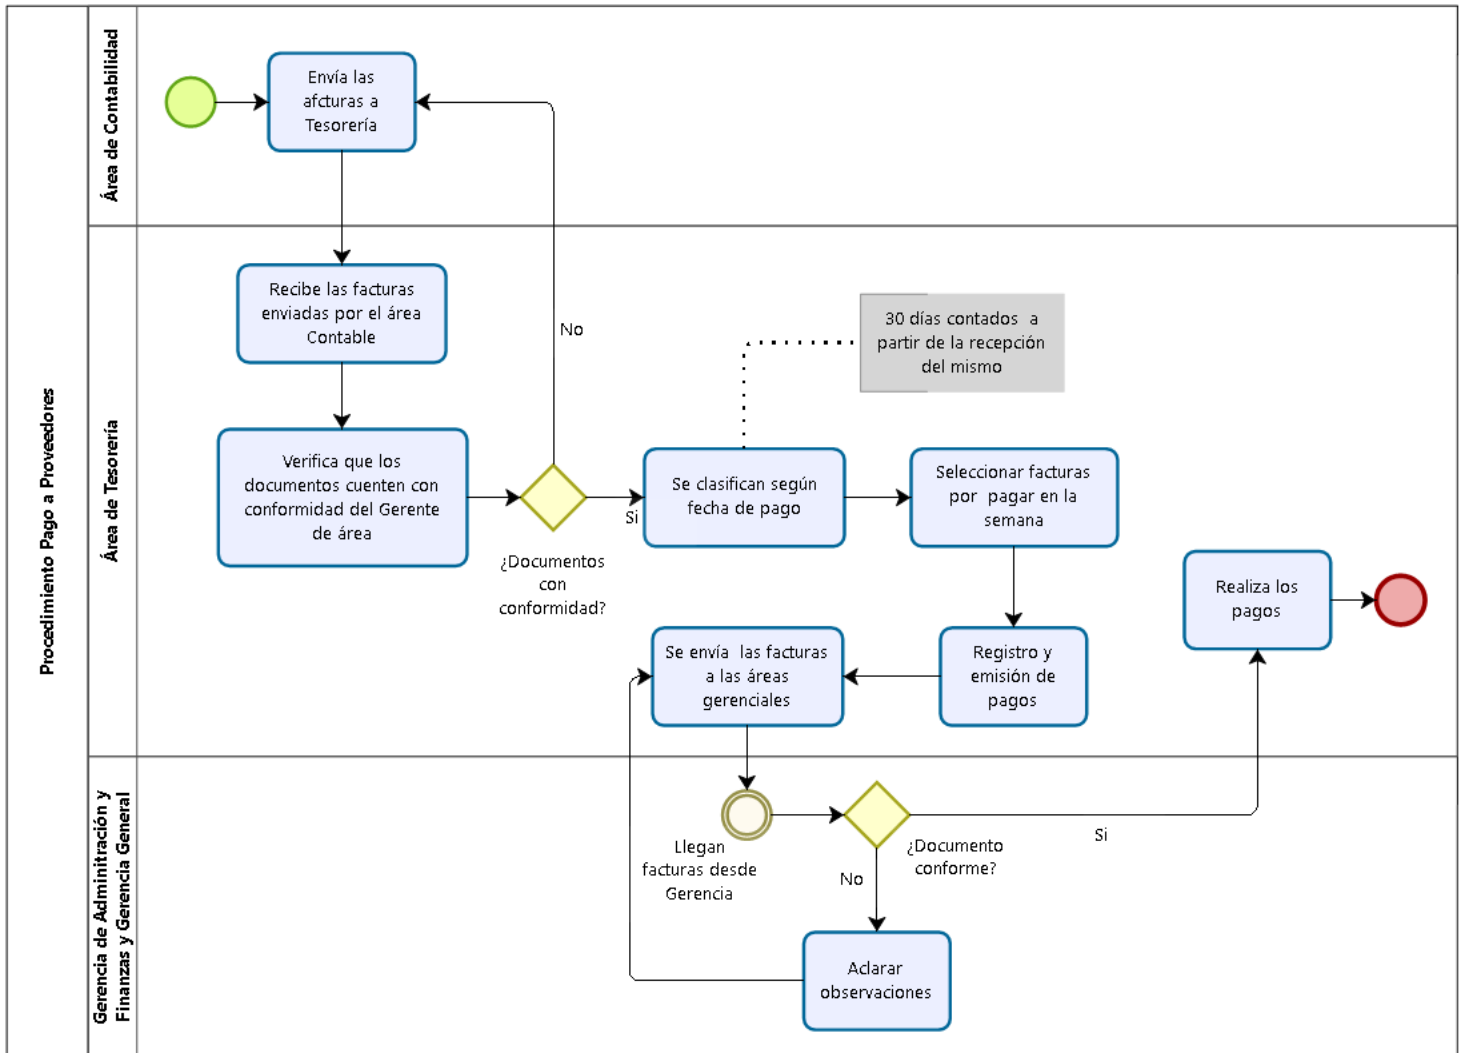 Procedimiento Pago a Proveedores
Área de Contabilidad
Envía las
afcturas a
Tesorería
Área de Tesorería
Recibe las facturas
enviadas por el área
Contable
No
30 días contados  a
partir de la recepción
del mismo
Verifica que los
documentos cuenten con
conformidad del Gerente
de área
¿Documentos
con
conformidad?
Si
Se clasifican según
fecha de pago
Seleccionar facturas
por  pagar en la
semana
Registro y
emisión de
pagos
Se envía  las facturas
a las áreas
gerenciales
Realiza los
pagos
Gerencia de Adminitración y
Finanzas y Gerencia General
Llegan
facturas desde
Gerencia
¿Documento
conforme?
Si
No
Aclarar
observaciones